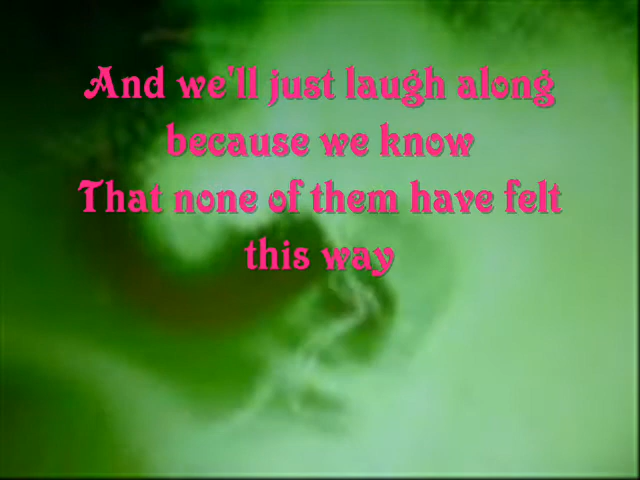 And we'll just laugh along
because we know
That none of them have felt
this way